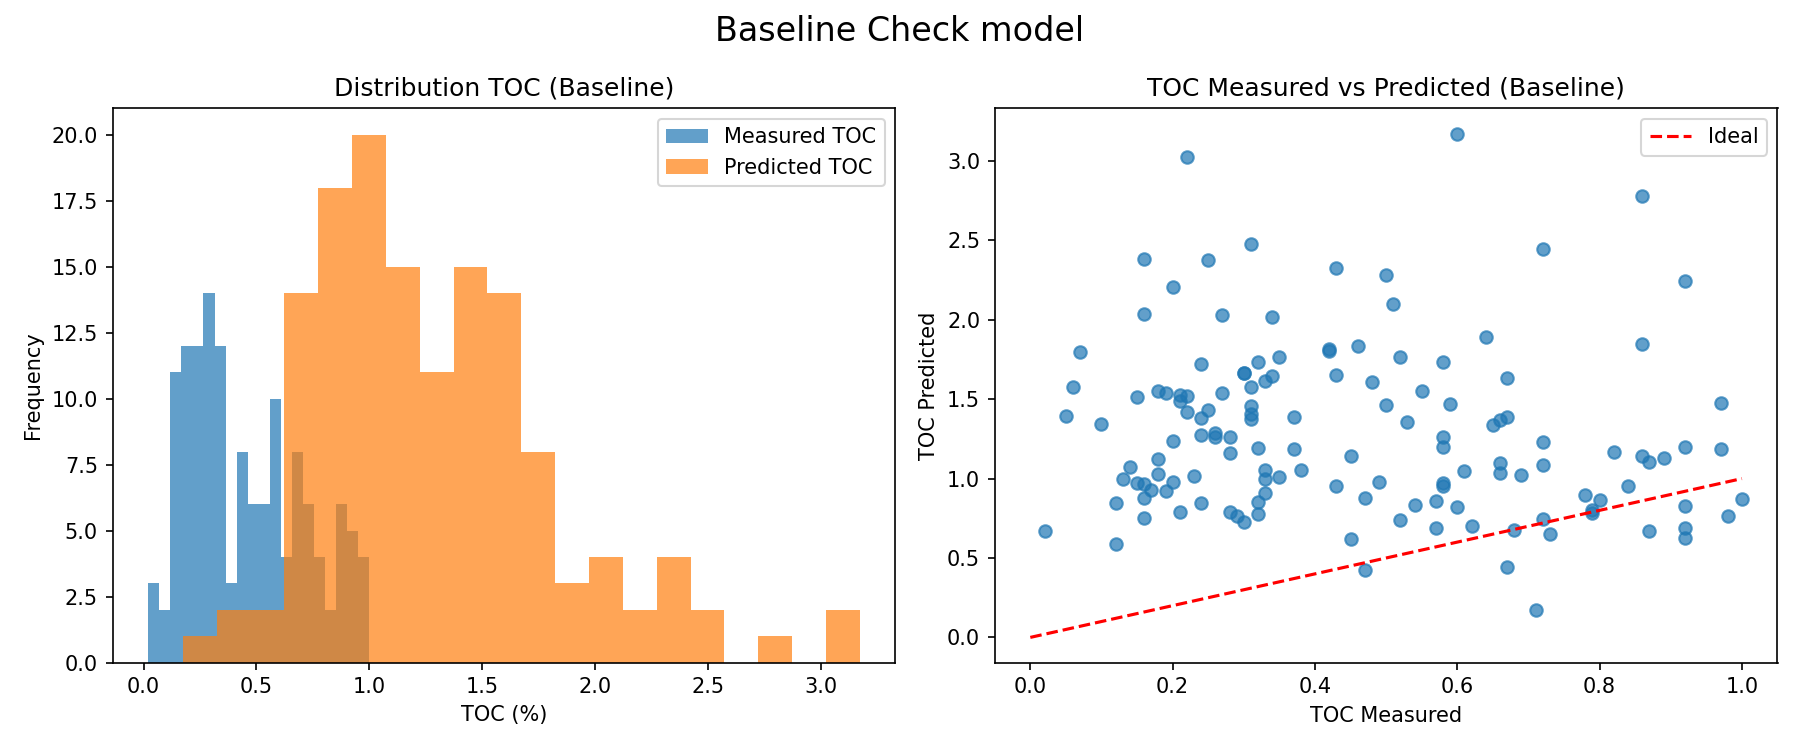 Baseline Check model
Distribution TOC (Baseline)
Measured TOC
Predicted TOC
Frequency
20.0
17.5
15.0
12.5
10.0
7.5
5.0
2.5
0.0
0.0 0.5 1.0 1.5 2.0 2.5 3.0
TOC (%)
TOC Measured vs Predicted (Baseline)
Ideal
TOC Predicted
3.0
2.5
2.0
1.5
1.0
0.5
0.0
0.0 0.2 0.4 0.6 0.8 1.0
TOC Measured